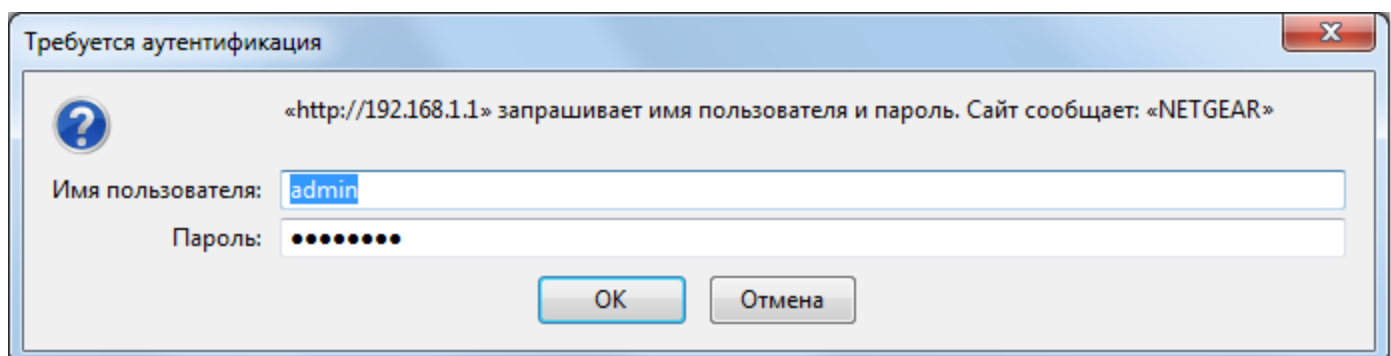 Требуется аутентификация
«http://192.168.1.1» запрашивает имя пользователя и пароль. Сайт сообщает: «NETGEAR»
Имя пользователя: admin
Пароль: ••••••••
OK Отмена